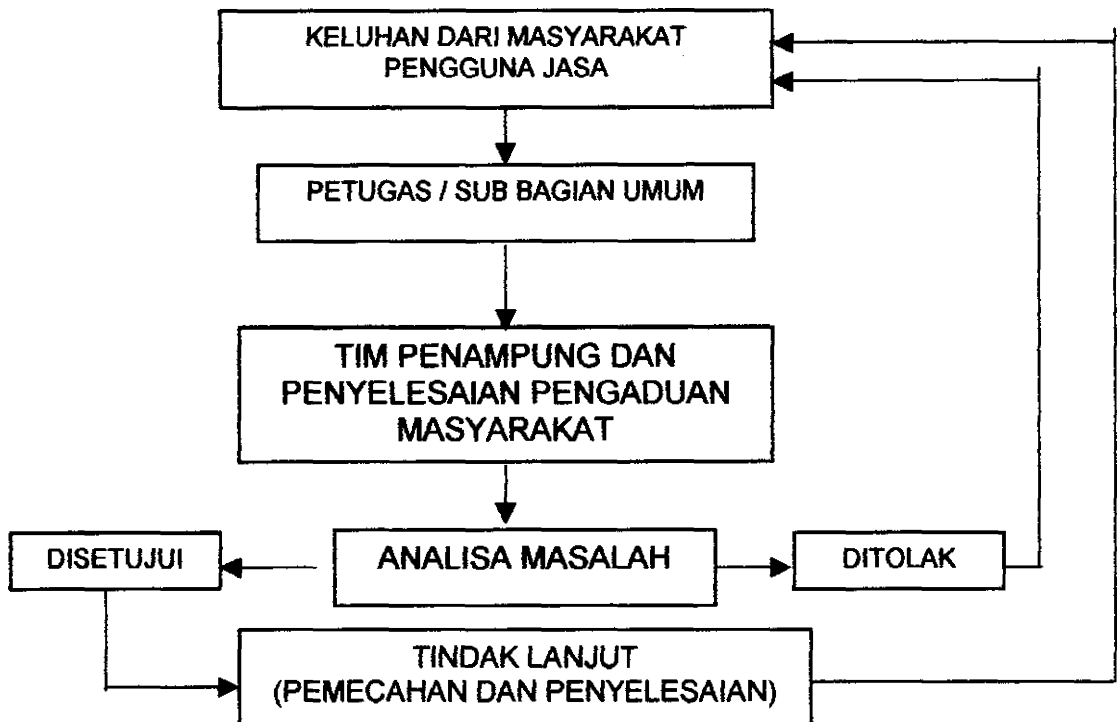 KELUHAN DARI MASYARAKAT
PENGGUNA JASA
PETUGAS / SUB BAGIAN UMUM
TIM PENAMPUNG DAN
PENYELESAIAN PENGADUAN
MASYARAKAT
DISETUJUI
ANALISA MASALAH
DITOLAK
TINDAK LANJUT
(PEMECAHAN DAN PENYELESAIAN)